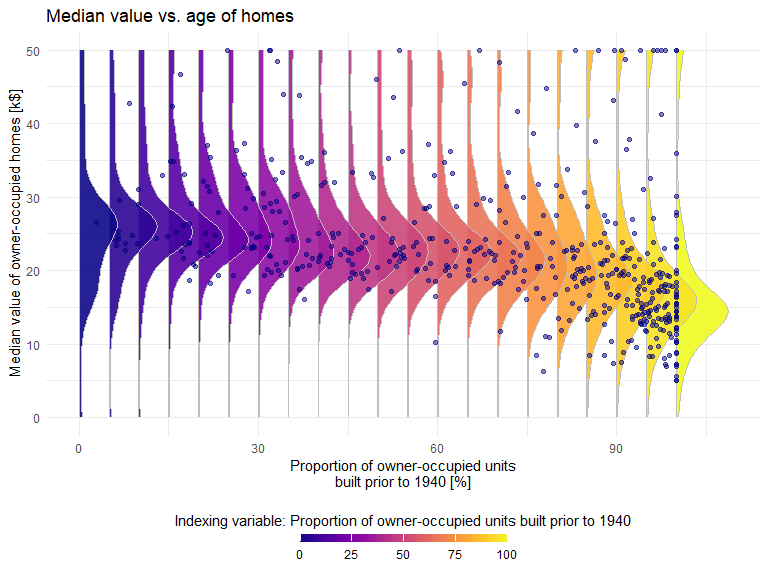 Median value vs. age of homes
Median value of owner-occupied homes [k$]
50
40
30
20
10
0
0 30 60 90
Proportion of owner-occupied units
built prior to 1940 [%]
Indexing variable: Proportion of owner-occupied units built prior to 1940
0 25 50 75 100